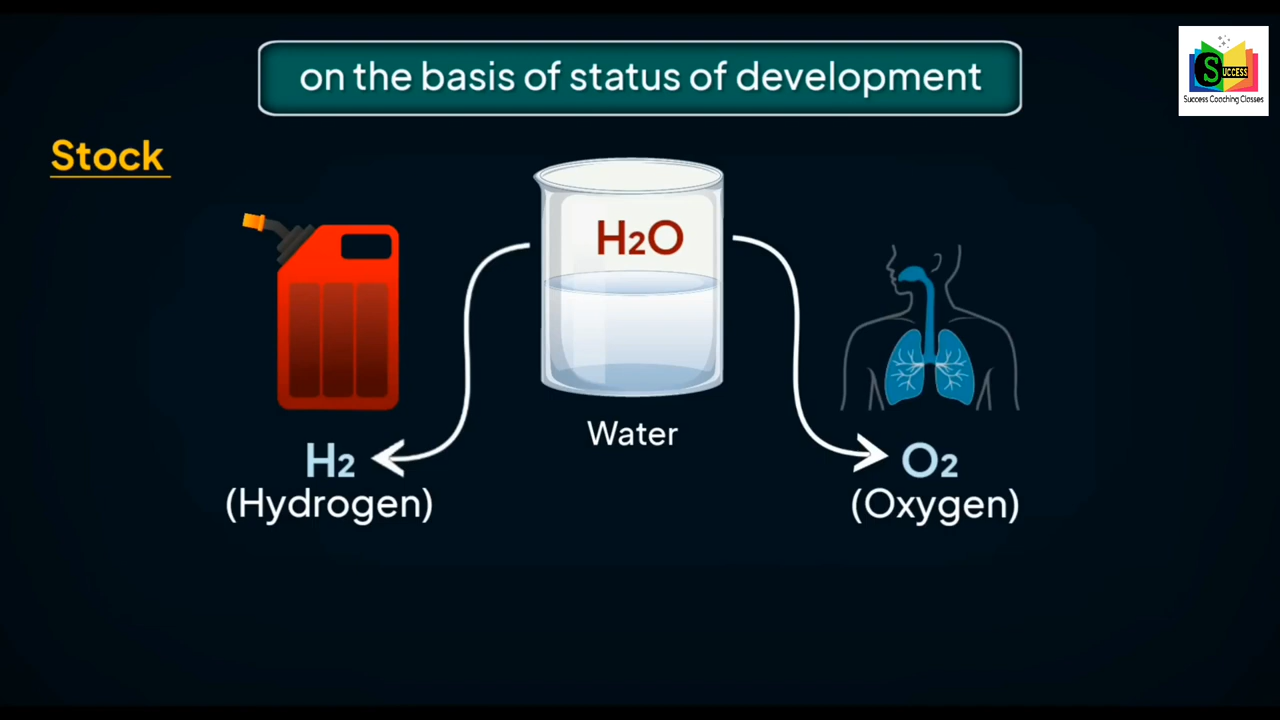 on the basis of status of development
SUCCESS
Success Coaching Classes
Stock
H2O
Water
H2
(Hydrogen)
O2
(Oxygen)